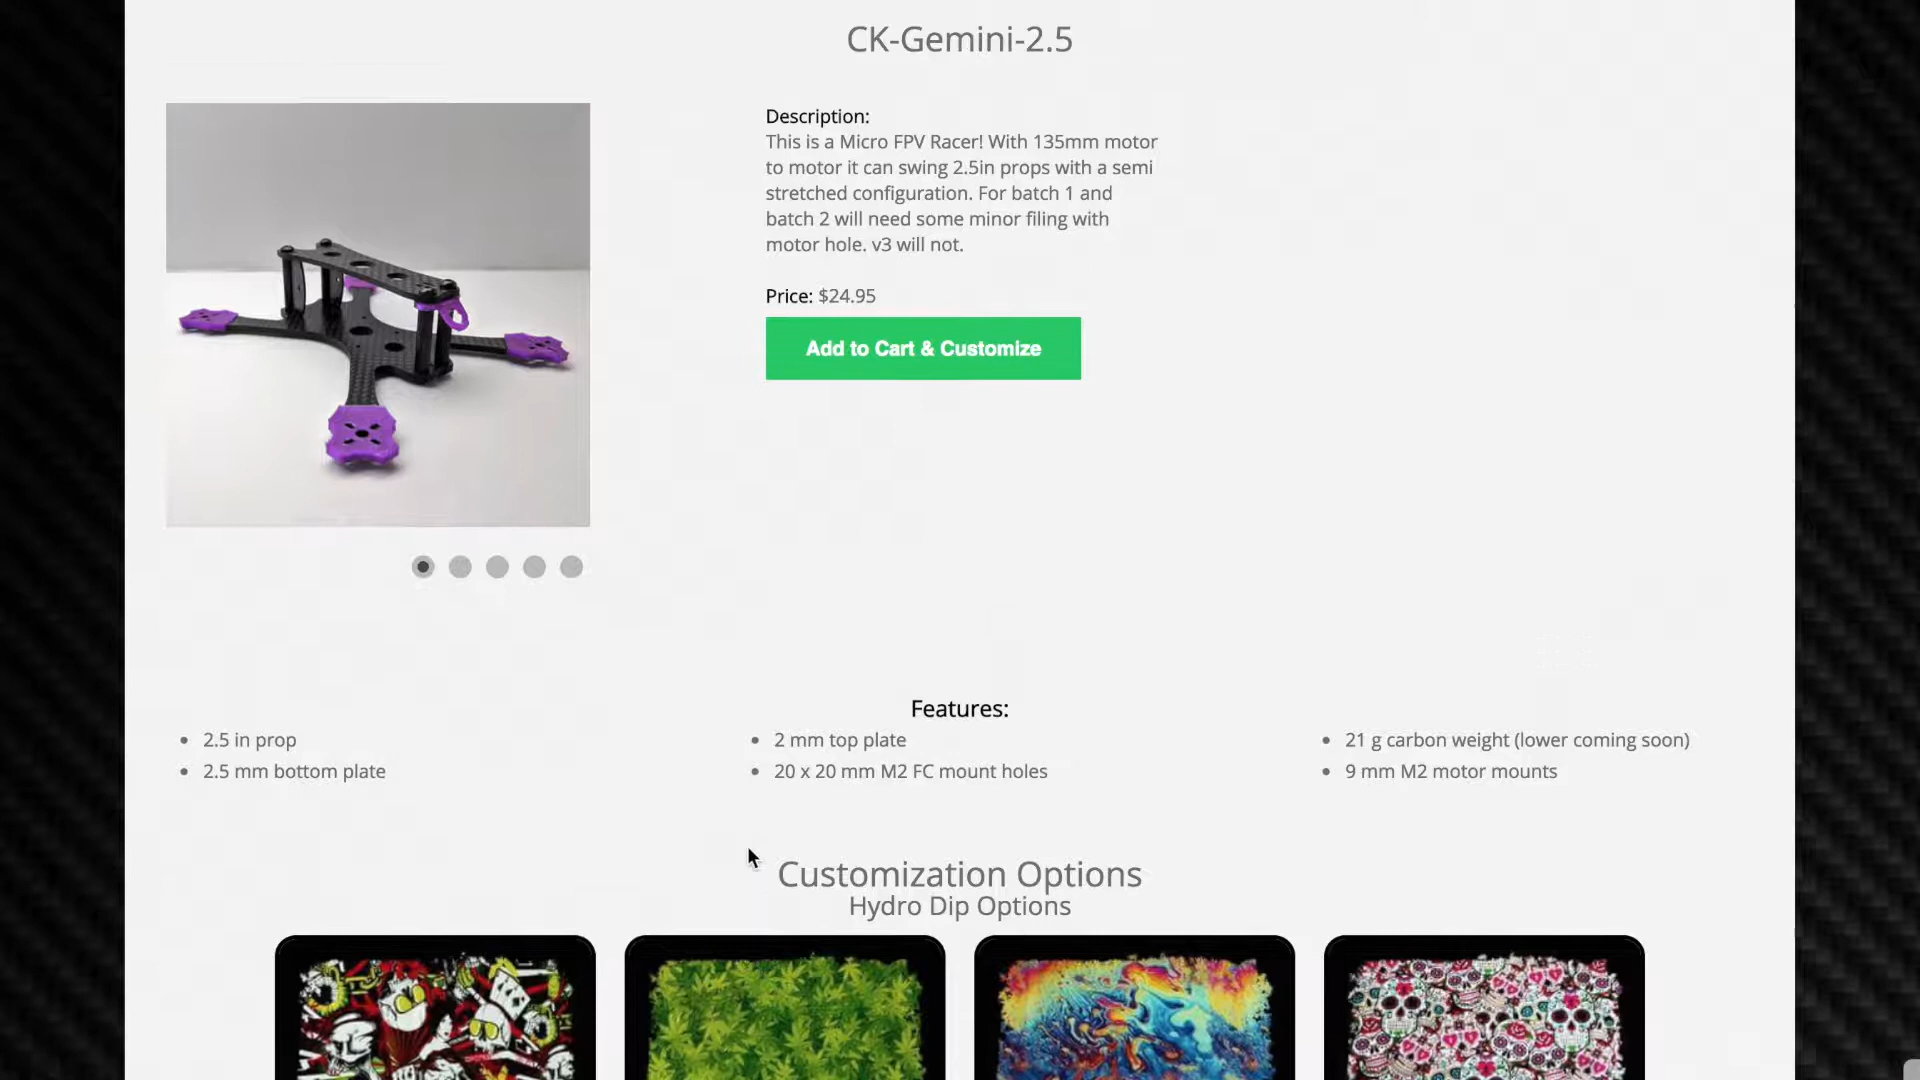 CK-Gemini-2.5
Description:
This is a Micro FPV Racer! With 135mm motor
to motor it can swing 2.5in props with a semi
stretched configuration. For batch 1 and
batch 2 will need some minor filing with
motor hole. v3 will not.
Price: $24.95
Add to Cart & Customize
Features:
2.5 in prop
2.5 mm bottom plate
2 mm top plate
20 x 20 mm M2 FC mount holes
21 g carbon weight (lower coming soon)
9 mm M2 motor mounts
Customization Options
Hydro Dip Options